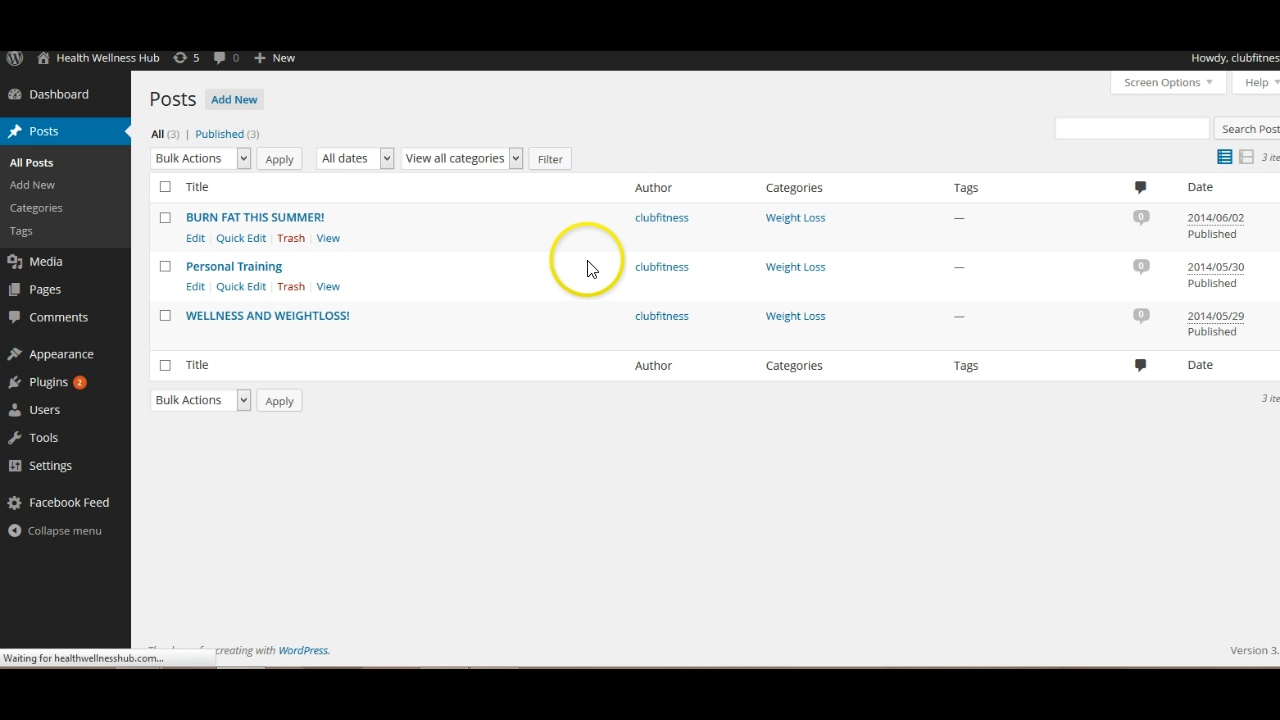 Health Wellness Hub 5 0 New Howdy, clubfitnes
Dashboard
Posts
All Posts
Add New
Categories
Tags
Media
Pages
Comments
Appearance
Plugins 2
Users
Tools
Settings
Facebook Feed
Collapse menu
Screen Options Help
Posts Add New
All (3) | Published (3)
Search Post
Bulk Actions Apply All dates View all categories Filter
3 ite
Title Author Categories Tags Date
BURN FAT THIS SUMMER! clubfitness Weight Loss — 0 2014/06/02
Edit | Quick Edit | Trash | View Published
Personal Training clubfitness Weight Loss — 0 2014/05/30
Edit | Quick Edit | Trash | View Published
WELLNESS AND WEIGHTLOSS! clubfitness Weight Loss — 0 2014/05/29
Published
Title Author Categories Tags Date
Bulk Actions Apply 3 ite
creating with WordPress. Version 3.
Waiting for healthwellnesshub.com...